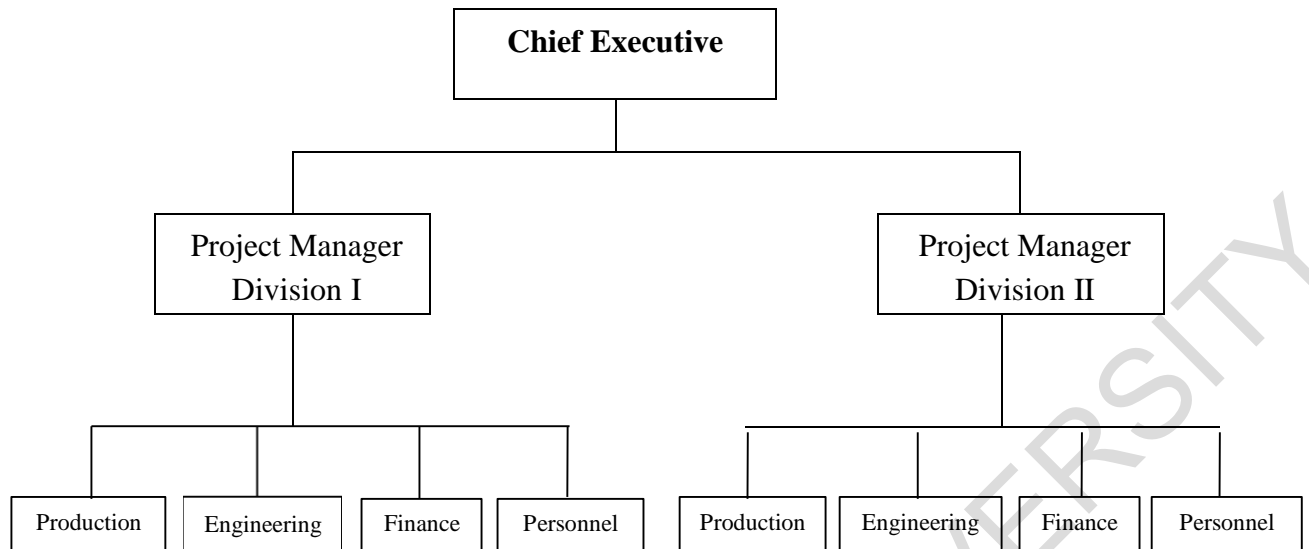 Chief Executive
Project Manager
Division I
Project Manager
Division II
Production
Engineering
Finance
Personnel
Production
Engineering
Finance
Personnel